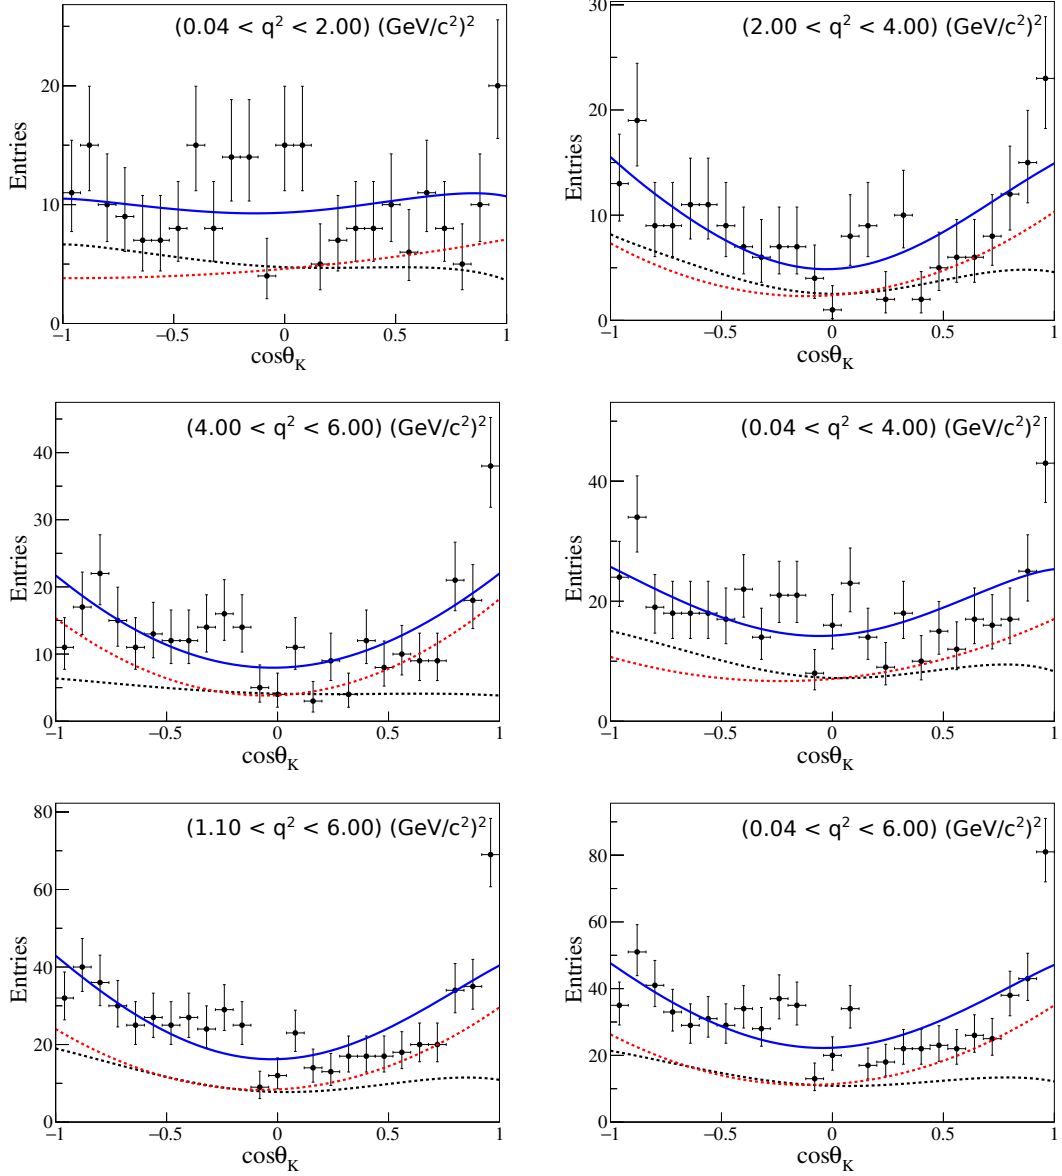 (0.04 < q² < 2.00) (GeV/c²)²
Entries
20
10
0
−1 −0.5 0 0.5 1
cosθ_K
(2.00 < q² < 4.00) (GeV/c²)²
Entries
30
20
10
0
−1 −0.5 0 0.5 1
cosθ_K
(4.00 < q² < 6.00) (GeV/c²)²
Entries
40
30
20
10
0
−1 −0.5 0 0.5 1
cosθ_K
(0.04 < q² < 4.00) (GeV/c²)²
Entries
40
20
0
−1 −0.5 0 0.5 1
cosθ_K
(1.10 < q² < 6.00) (GeV/c²)²
Entries
80
60
40
20
0
−1 −0.5 0 0.5 1
cosθ_K
(0.04 < q² < 6.00) (GeV/c²)²
Entries
80
60
40
20
0
−1 −0.5 0 0.5 1
cosθ_K